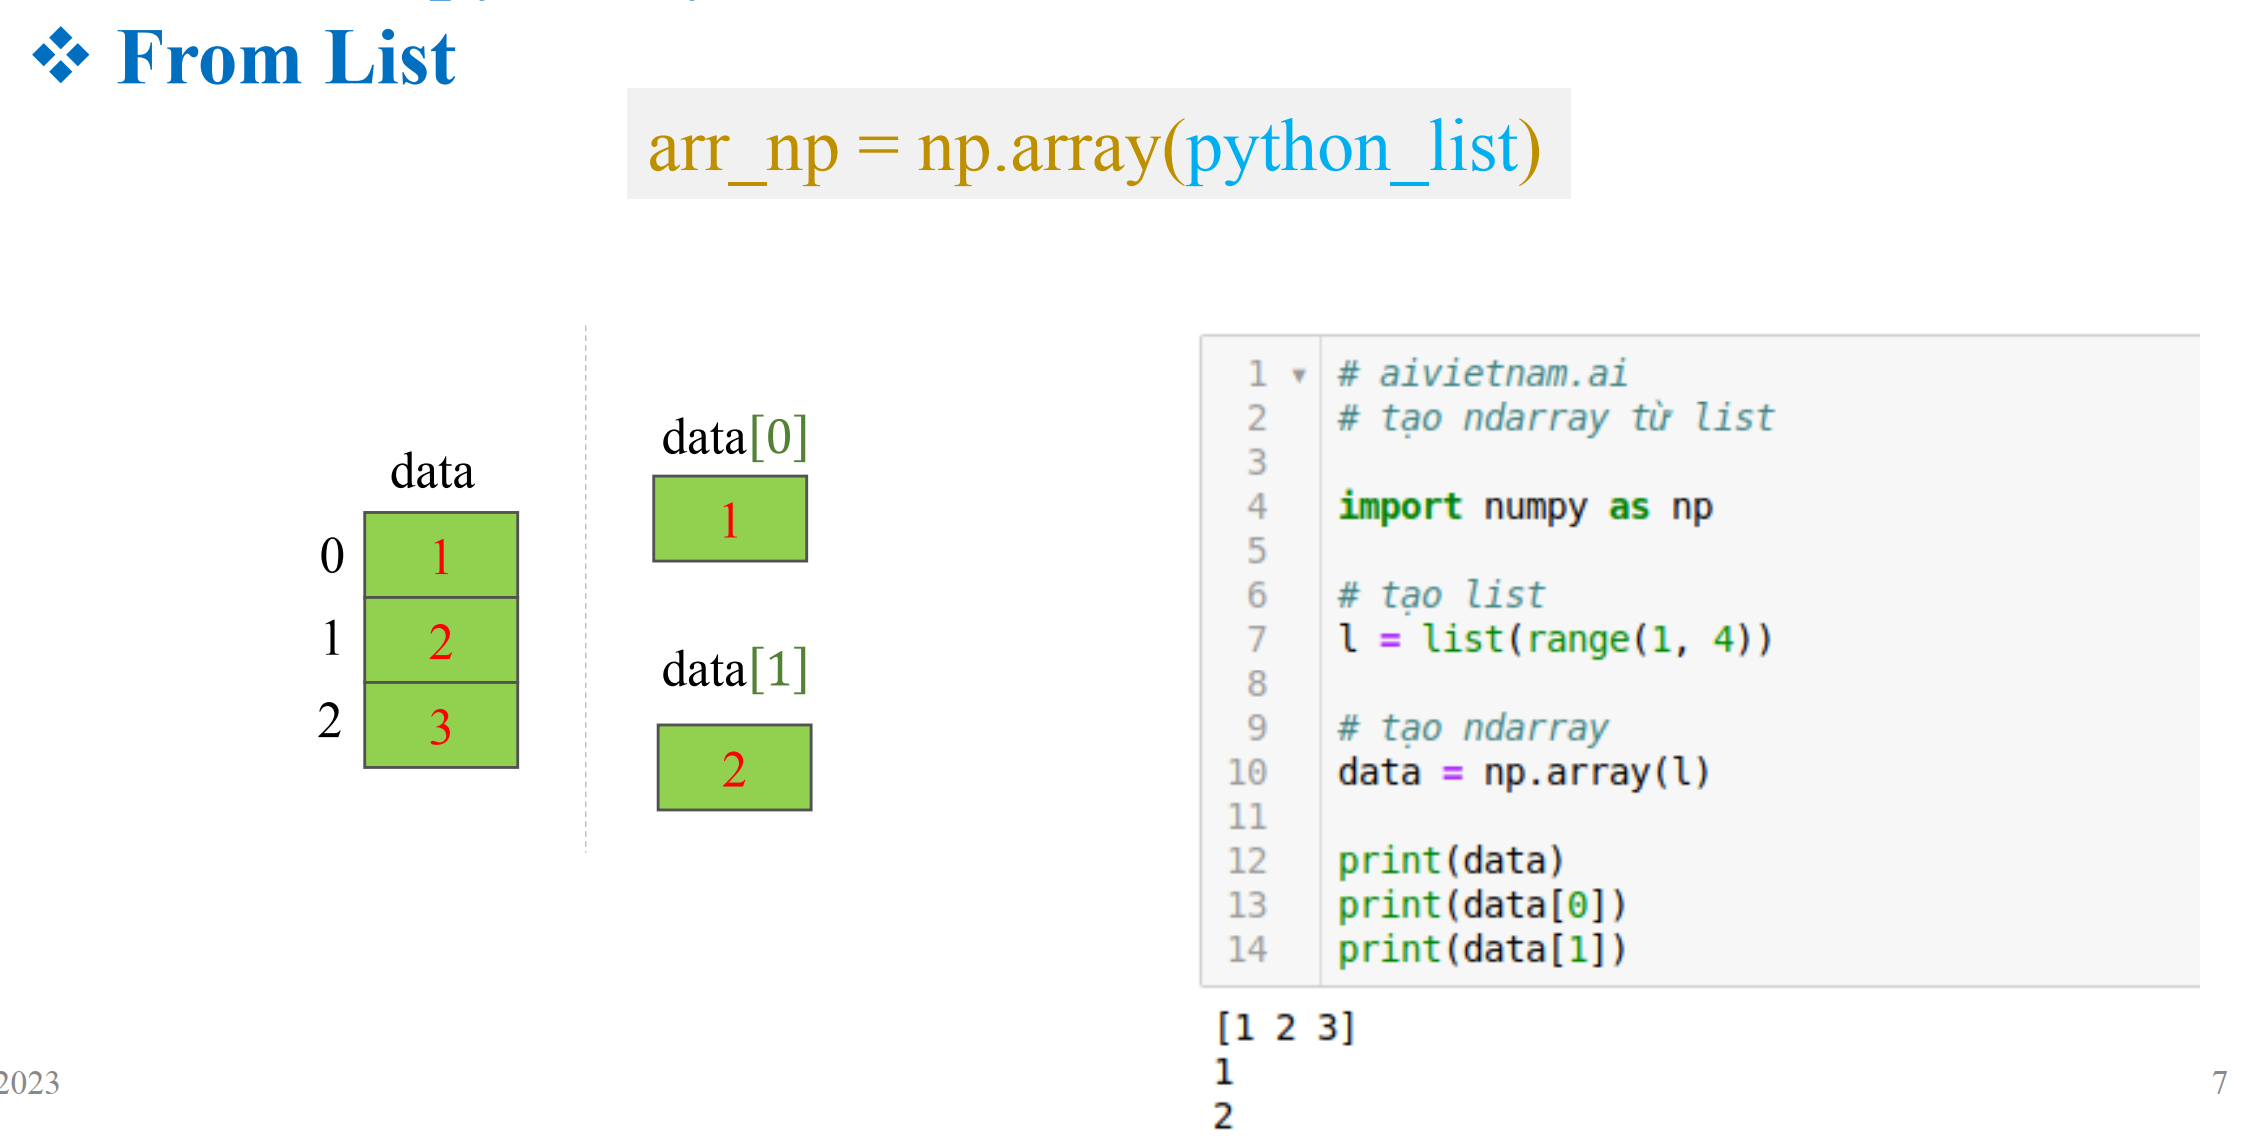 ❖ From List
arr_np = np.array(python_list)
data
0 1
1 2
2 3
data[0]
1
data[1]
2
1 # aivietnam.ai
2 # tạo ndarray từ list
3
4 import numpy as np
5
6 # tạo list
7 l = list(range(1, 4))
8
9 # tạo ndarray
10 data = np.array(l)
11
12 print(data)
13 print(data[0])
14 print(data[1])
[1 2 3]
1
2
2023
7